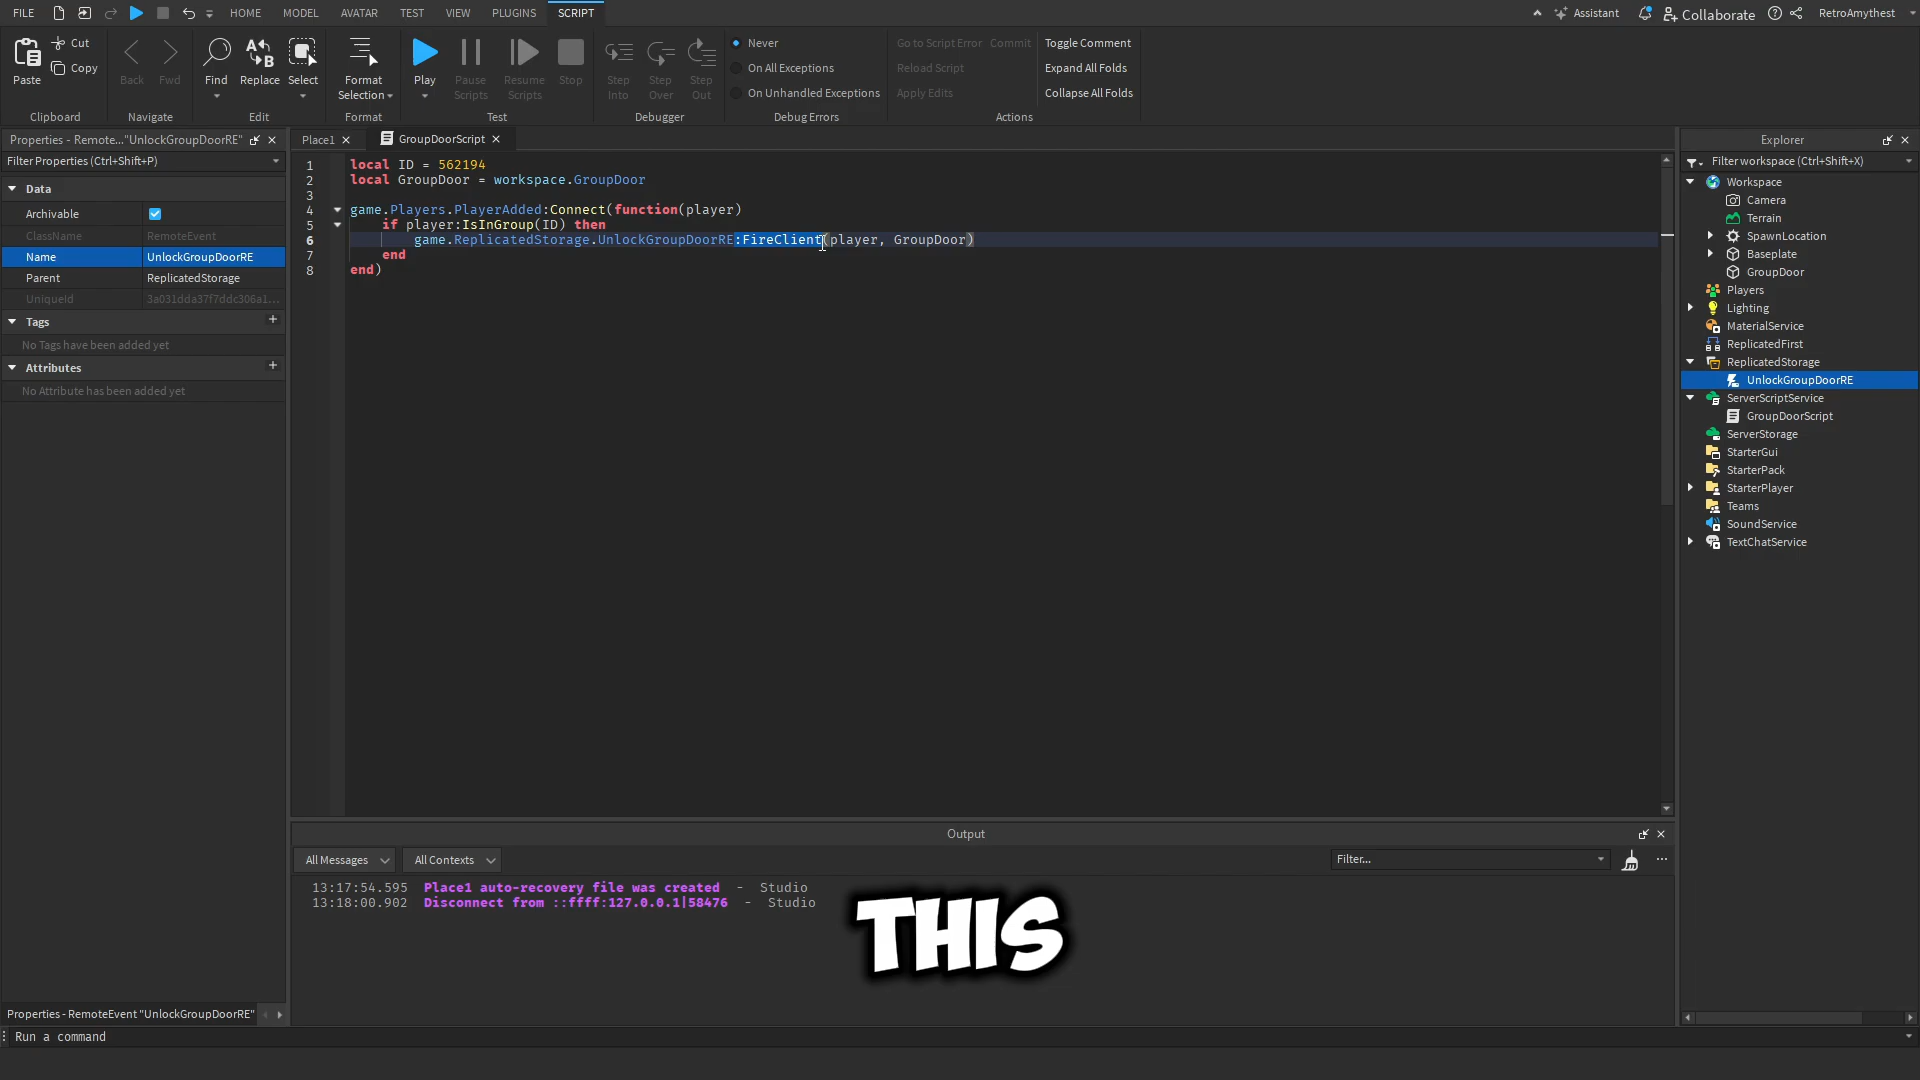 FILE HOME MODEL AVATAR TEST VIEW PLUGINS SCRIPT Assistant Collaborate RetroAmythest
Paste Cut Copy
Clipboard
Back Fwd
Navigate
Find Replace Select
Edit
Format Selection
Format
Play Pause Scripts Resume Scripts Stop
Test
Step Into Step Over Step Out
Debugger
Never
On All Exceptions
On Unhandled Exceptions
Debug Errors
Go to Script Error Commit
Reload Script
Apply Edits
Toggle Comment
Expand All Folds
Collapse All Folds
Actions
Properties - Remote..."UnlockGroupDoorRE"
Filter Properties (Ctrl+Shift+P)
Data
Archivable
ClassName RemoteEvent
Name UnlockGroupDoorRE
Parent ReplicatedStorage
UniqueId 3a031dda37f7ddc306a1...
Tags
No Tags have been added yet
Attributes
No Attribute has been added yet
Properties - RemoteEvent "UnlockGroupDoorRE"
Place1 GroupDoorScript
1 local ID = 562194
2 local GroupDoor = workspace.GroupDoor
3
4 game.Players.PlayerAdded:Connect(function(player)
5 if player:IsInGroup(ID) then
6 game.ReplicatedStorage.UnlockGroupDoorRE:FireClient(player, GroupDoor)
7 end
8 end)
Output
All Messages All Contexts Filter...
13:17:54.595 Place1 auto-recovery file was created - Studio
13:18:00.902 Disconnect from ::ffff:127.0.0.1|58476 - Studio
THIS
Explorer
Filter workspace (Ctrl+Shift+X)
Workspace
Camera
Terrain
SpawnLocation
Baseplate
GroupDoor
Players
Lighting
MaterialService
ReplicatedFirst
ReplicatedStorage
UnlockGroupDoorRE
ServerScriptService
GroupDoorScript
ServerStorage
StarterGui
StarterPack
StarterPlayer
Teams
SoundService
TextChatService
Run a command